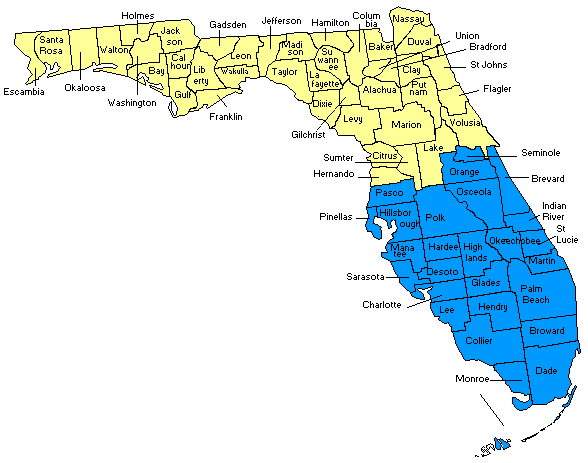 Holmes
Jack
son
Gadsden
Jefferson
Hamilton
Colum
bia
Nassay
Santa
Rosa
Walton
Cal
houn
Leon
Madi
son
Su
wann
ee
Baker
Duval
Union
Bradford
Escambia
Okaloosa
Washington
Bay
Gulf
Lib
erty
Wakulla
Franklin
Taylor
La
fayette
Dixie
Gilchrist
Alachua
Clay
Put
nam
St Johns
Flagler
Levy
Marion
Volusia
Sumter
Citrus
Lake
Hernando
Seminole
Orange
Brevard
Pasco
Osceola
Pinellas
Hillsbor
ough
Polk
Indian
River
St
Lucie
Mana
tee
Hardee
High
lands
Okeechobee
Martin
Sarasota
Desoto
Glades
Palm
Beach
Charlotte
Lee
Hendry
Collier
Broward
Monroe
Dade